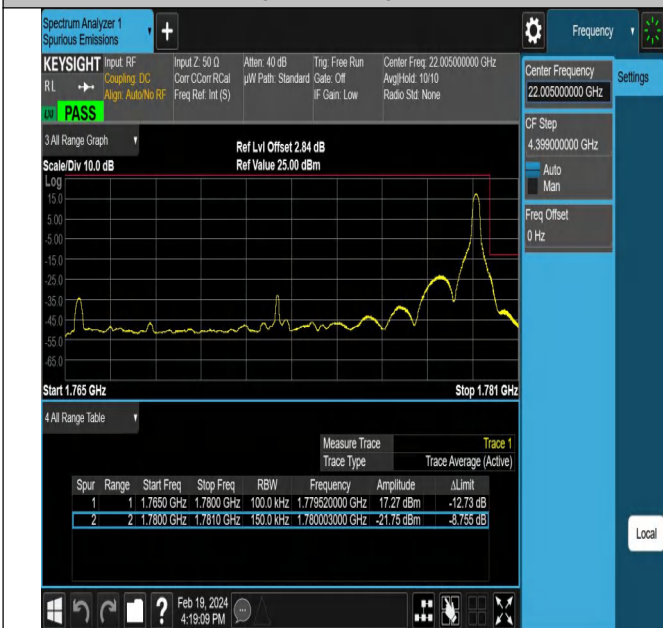 Spectrum Analyzer 1
Spurious Emissions
Frequency
KEYSIGHT
RL
Input: RF
Coupling: DC
Align: Auto/No RF
Input Z: 50 Ω
Corr CCorr RCal
Freq Ref: Int (S)
Atten: 40 dB
µW Path: Standard
Trig: Free Run
Gate: Off
IF Gain: Low
Center Freq: 22.005000000 GHz
Avg|Hold: 10/10
Radio Std: None
PASS
Center Frequency
22.005000000 GHz
Settings
CF Step
4.399000000 GHz
Auto
Man
Freq Offset
0 Hz
3 All Range Graph
Ref Lvl Offset 2.84 dB
Scale/Div 10.0 dB
Ref Value 25.00 dBm
Log
15.0
5.00
-5.00
-15.0
-25.0
-35.0
-45.0
-55.0
-65.0
Start 1.765 GHz
Stop 1.781 GHz
4 All Range Table
Measure Trace Trace 1
Trace Type Trace Average (Active)
Spur Range Start Freq Stop Freq RBW Frequency Amplitude ΔLimit
1 1 1.7650 GHz 1.7800 GHz 100.0 kHz 1.779520000 GHz 17.27 dBm -12.73 dB
2 2 1.7800 GHz 1.7810 GHz 150.0 kHz 1.780003000 GHz -21.75 dBm -8.755 dB
Local
?
Feb 19, 2024
4:19:09 PM